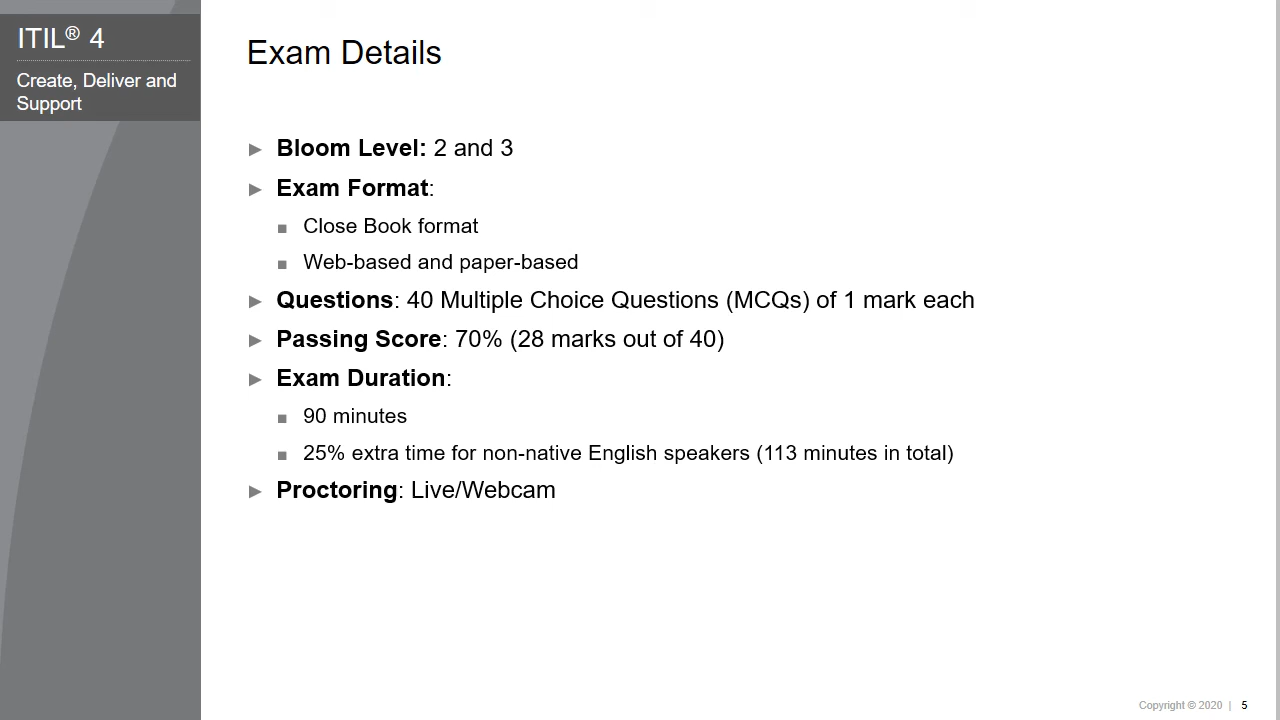 ITIL® 4
Create, Deliver and
Support
Exam Details
► Bloom Level: 2 and 3
► Exam Format:
■ Close Book format
■ Web-based and paper-based
► Questions: 40 Multiple Choice Questions (MCQs) of 1 mark each
► Passing Score: 70% (28 marks out of 40)
► Exam Duration:
■ 90 minutes
■ 25% extra time for non-native English speakers (113 minutes in total)
► Proctoring: Live/Webcam
Copyright © 2020 | 5